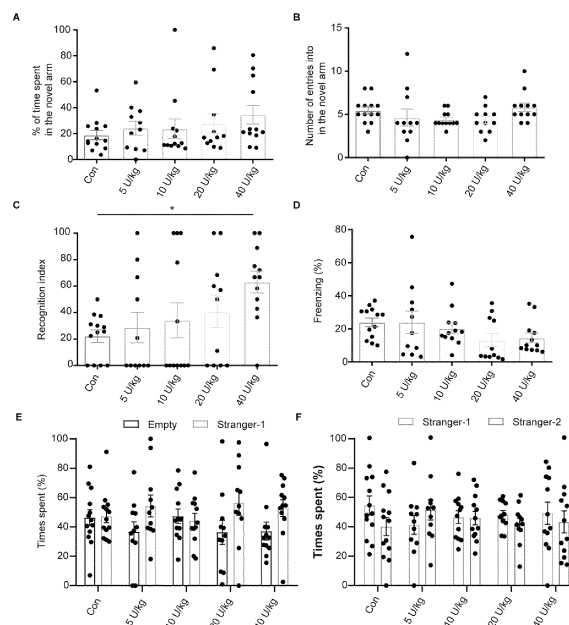 A
% of time spent
in the novel arm
100
80
60
40
20
0
Con
5 U/kg
10 U/kg
20 U/kg
40 U/kg
B
Number of entries into
in the novel arm
15
10
5
0
Con
5 U/kg
10 U/kg
20 U/kg
40 U/kg
C
*
Recognition index
100
80
60
40
20
0
Con
5 U/kg
10 U/kg
20 U/kg
40 U/kg
D
Freenzing (%)
100
80
60
40
20
0
Con
5 U/kg
10 U/kg
20 U/kg
40 U/kg
E
Empty
Stranger-1
Times spent (%)
100
80
60
40
20
0
Con
5 U/kg
10 U/kg
20 U/kg
40 U/kg
F
Stranger-1
Stranger-2
Times spent (%)
100
80
60
40
20
0
Con
5 U/kg
10 U/kg
20 U/kg
40 U/kg